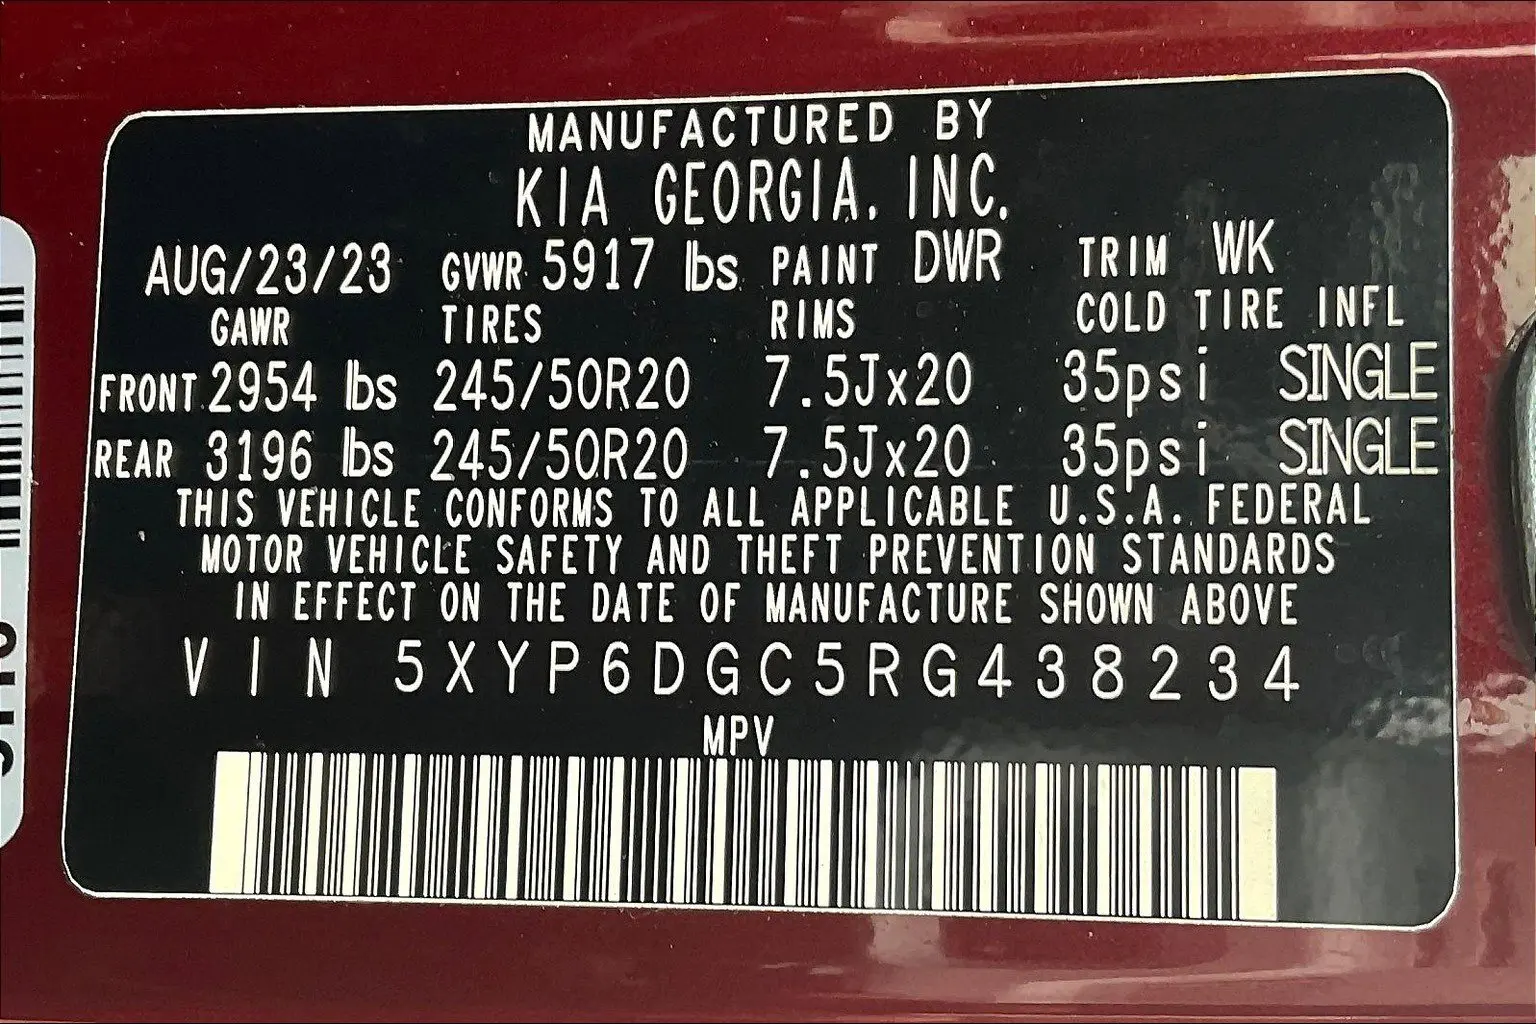 MANUFACTURED BY
KIA GEORGIA, INC.
AUG/23/23 GVWR 5917 lbs PAINT DWR TRIM WK
GAWR TIRES RIMS COLD TIRE INFL
FRONT 2954 lbs 245/50R20 7.5Jx20 35psi SINGLE
REAR 3196 lbs 245/50R20 7.5Jx20 35psi SINGLE
THIS VEHICLE CONFORMS TO ALL APPLICABLE U.S.A. FEDERAL
MOTOR VEHICLE SAFETY AND THEFT PREVENTION STANDARDS
IN EFFECT ON THE DATE OF MANUFACTURE SHOWN ABOVE
VIN 5XYP6DGC5RG438234
MPV